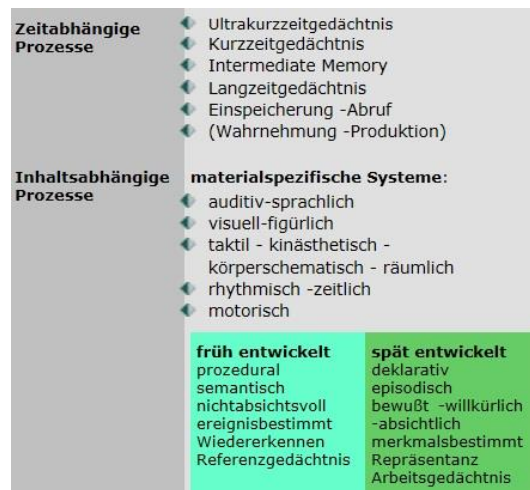 Zeitabhängige
Prozesse
Ultrakurzzeitgedächtnis
Kurzzeitgedächtnis
Intermediate Memory
Langzeitgedächtnis
Einspeicherung -Abruf
(Wahrnehmung -Produktion)
Inhaltsabhängige
Prozesse
materialspezifische Systeme:
auditiv-sprachlich
visuell-figürlich
taktil - kinästhetisch -
körperschematisch - räumlich
rhythmisch -zeitlich
motorisch
früh entwickelt
prozedural
semantisch
nichtabsichtsvoll
ereignisbestimmt
Wiedererkennen
Referenzgedächtnis
spät entwickelt
deklarativ
episodisch
bewußt -willkürlich
-absichtlich
merkmalsbestimmt
Repräsentanz
Arbeitsgedächtnis